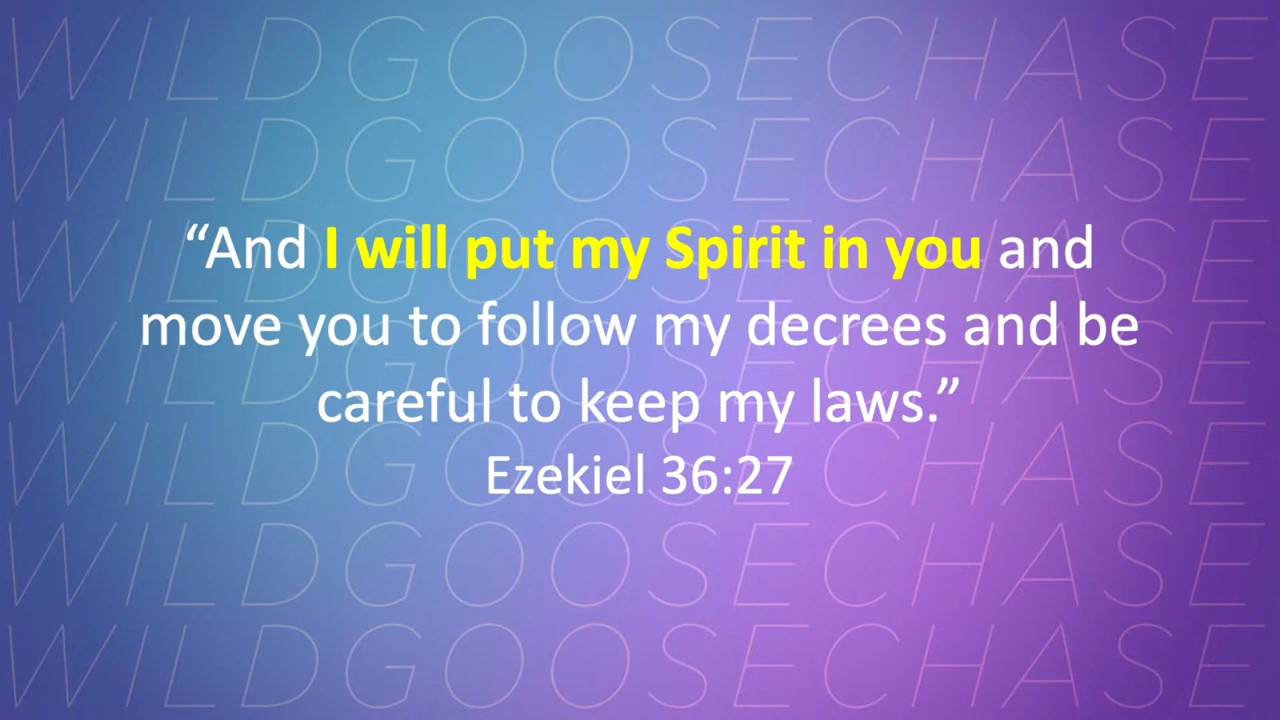 WILDGOOSECHASE
WILDGOOSECHASE
WILDGOOSECHASE
“And I will put my Spirit in you and
WILDGOOSECHASE
move you to follow my decrees and be
careful to keep my laws.”
WILDGOOSECHASE
Ezekiel 36:27
WILDGOOSECHASE
WILDGOOSECHASE